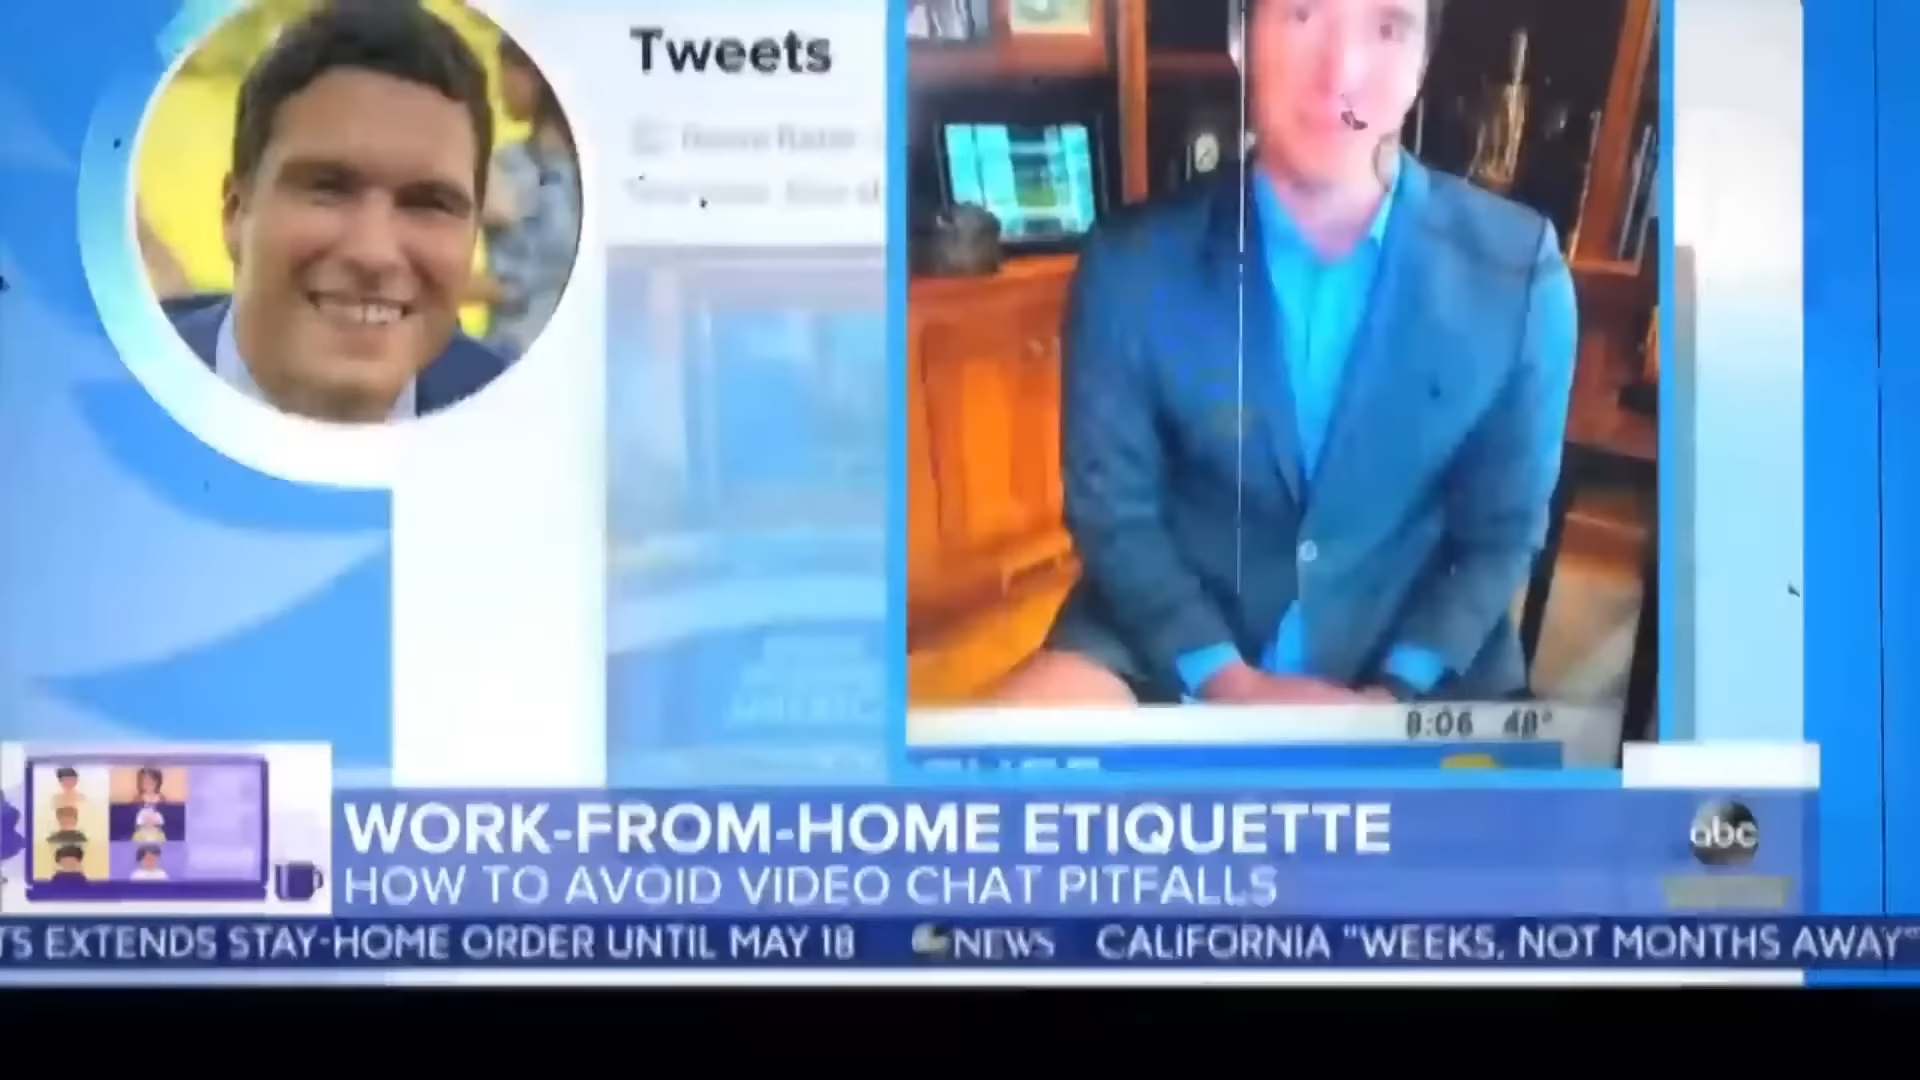 Tweets
8:06 48°
WORK-FROM-HOME ETIQUETTE
HOW TO AVOID VIDEO CHAT PITFALLS
abc
TS EXTENDS STAY-HOME ORDER UNTIL MAY 18 abc NEWS CALIFORNIA "WEEKS, NOT MONTHS AWAY"